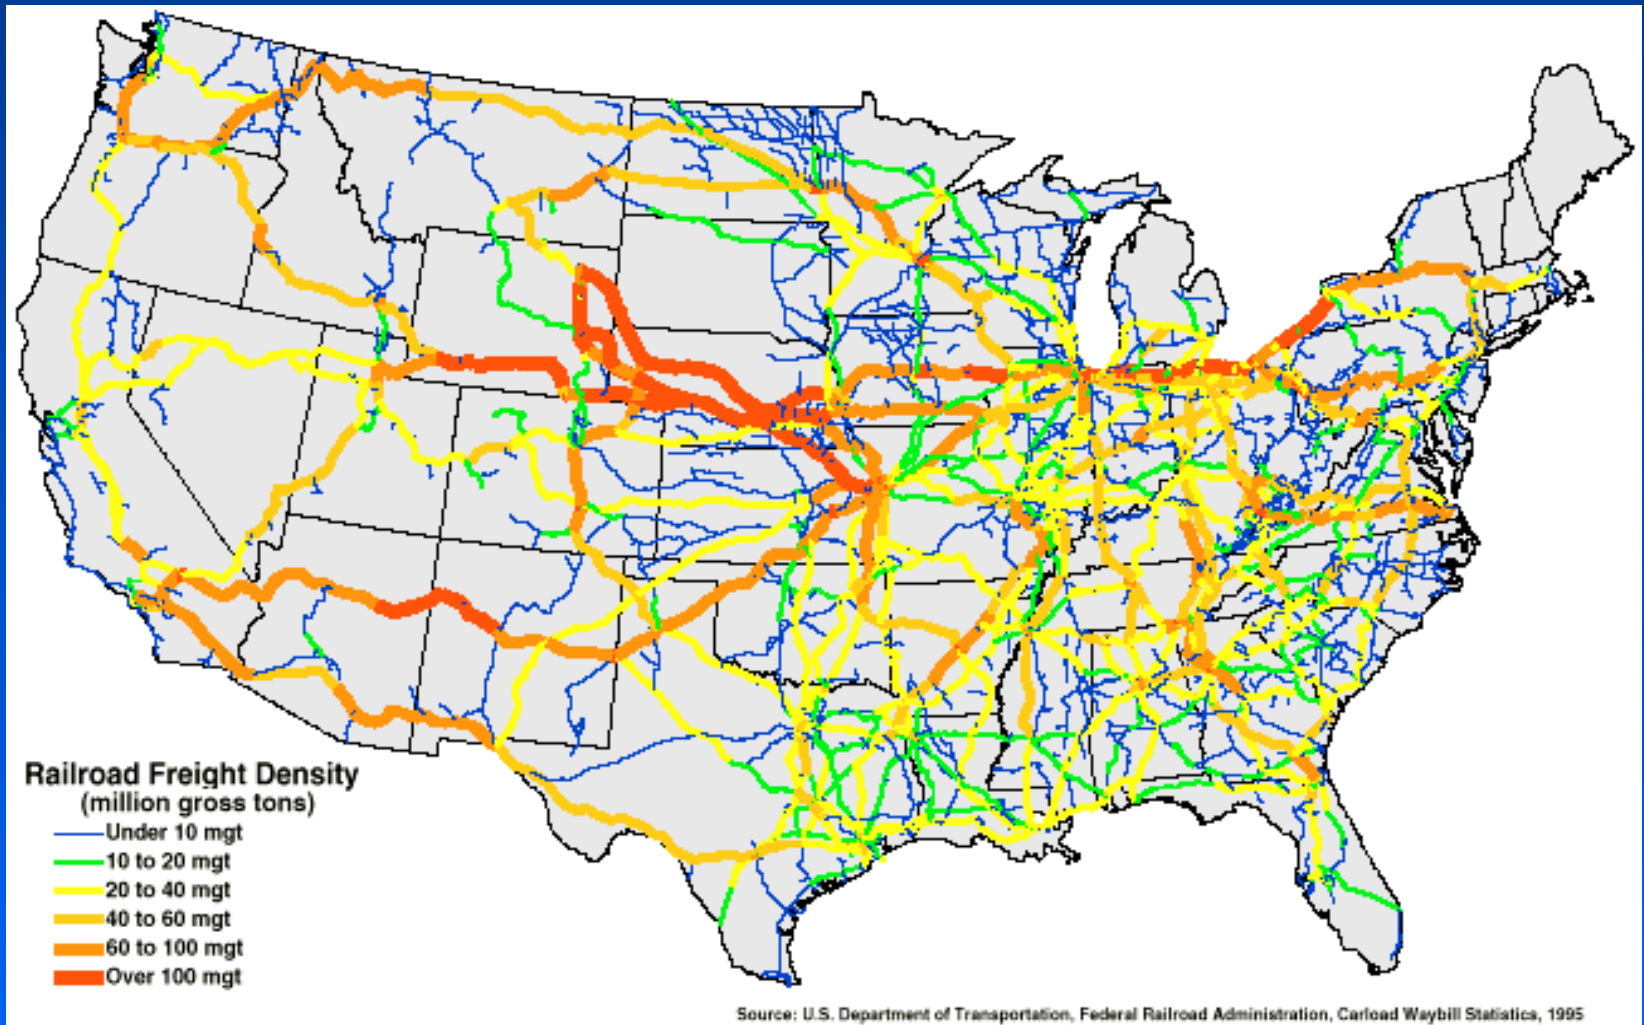 Railroad Freight Density
(million gross tons)
Under 10 mgt
10 to 20 mgt
20 to 40 mgt
40 to 60 mgt
60 to 100 mgt
Over 100 mgt
Source: U.S. Department of Transportation, Federal Railroad Administration, Carload Waybill Statistics, 1995